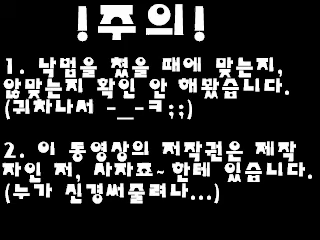 !주의!
1. 낙법을 쳤을 때에 맞는지,
않맞는지 확인 안 해봤습니다.
(귀차나서 -_-ㅋ;;)
2. 이 동영상의 저작권은 제작
자인 저, 사자죠~한테 있습니다.
(누가 신경써줄려나...)